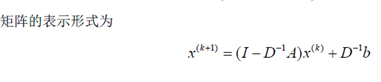 矩阵的表示形式为
x^{(k+1)} = (I − D^{−1}A)x^{(k)} + D^{−1}b